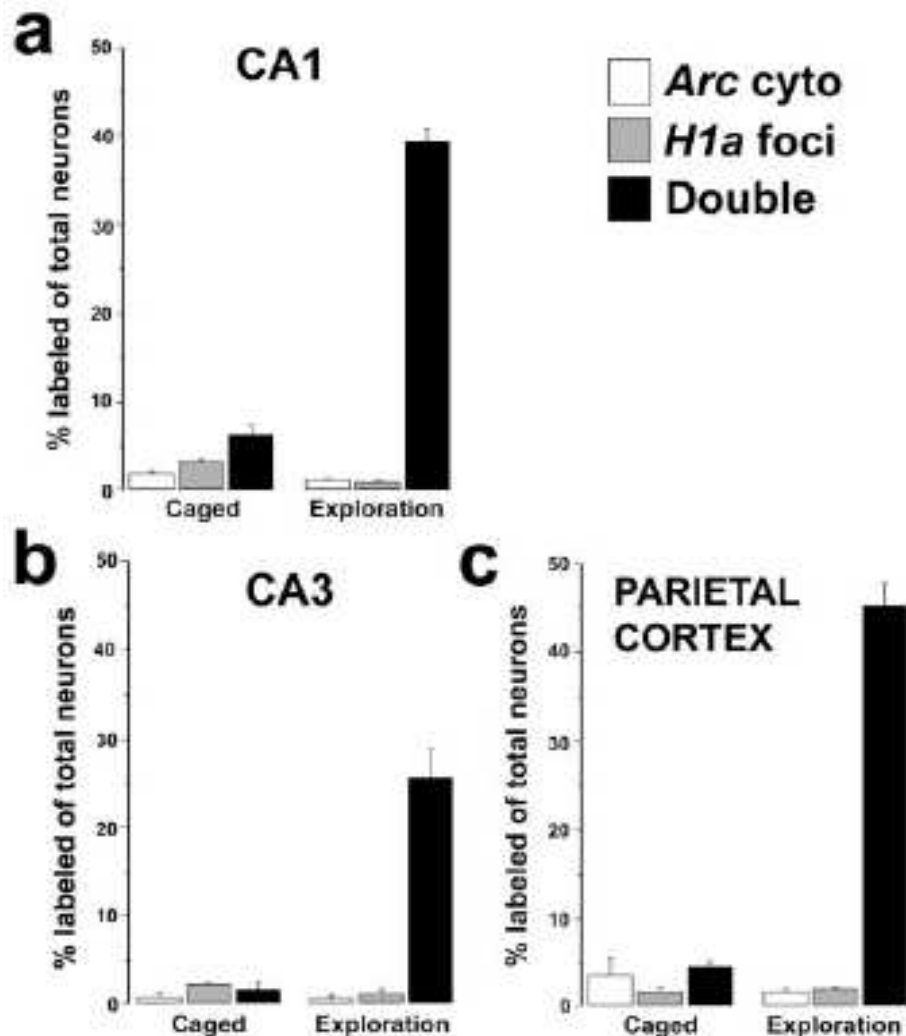 a
CA1
Arc cyto
H1a foci
Double
% labeled of total neurons
50
40
30
20
10
0
Caged Exploration
b
CA3
% labeled of total neurons
50
40
30
20
10
0
Caged Exploration
c
PARIETAL
CORTEX
% labeled of total neurons
50
40
30
20
10
0
Caged Exploration